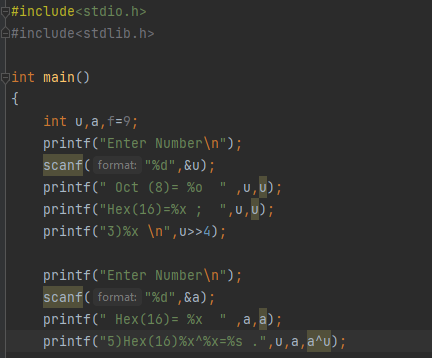 #include<stdio.h>
#include<stdlib.h>
int main()
{
int u,a,f=9;
printf("Enter Number\n");
scanf( format: "%d",&u);
printf(" Oct (8)= %o  " ,u,u);
printf("Hex(16)=%x ;  ",u,u);
printf("3)%x \n",u>>4);
printf("Enter Number\n");
scanf( format: "%d",&a);
printf(" Hex(16)= %x  " ,a,a);
printf("5)Hex(16)%x^%x=%s .",u,a,a^u);